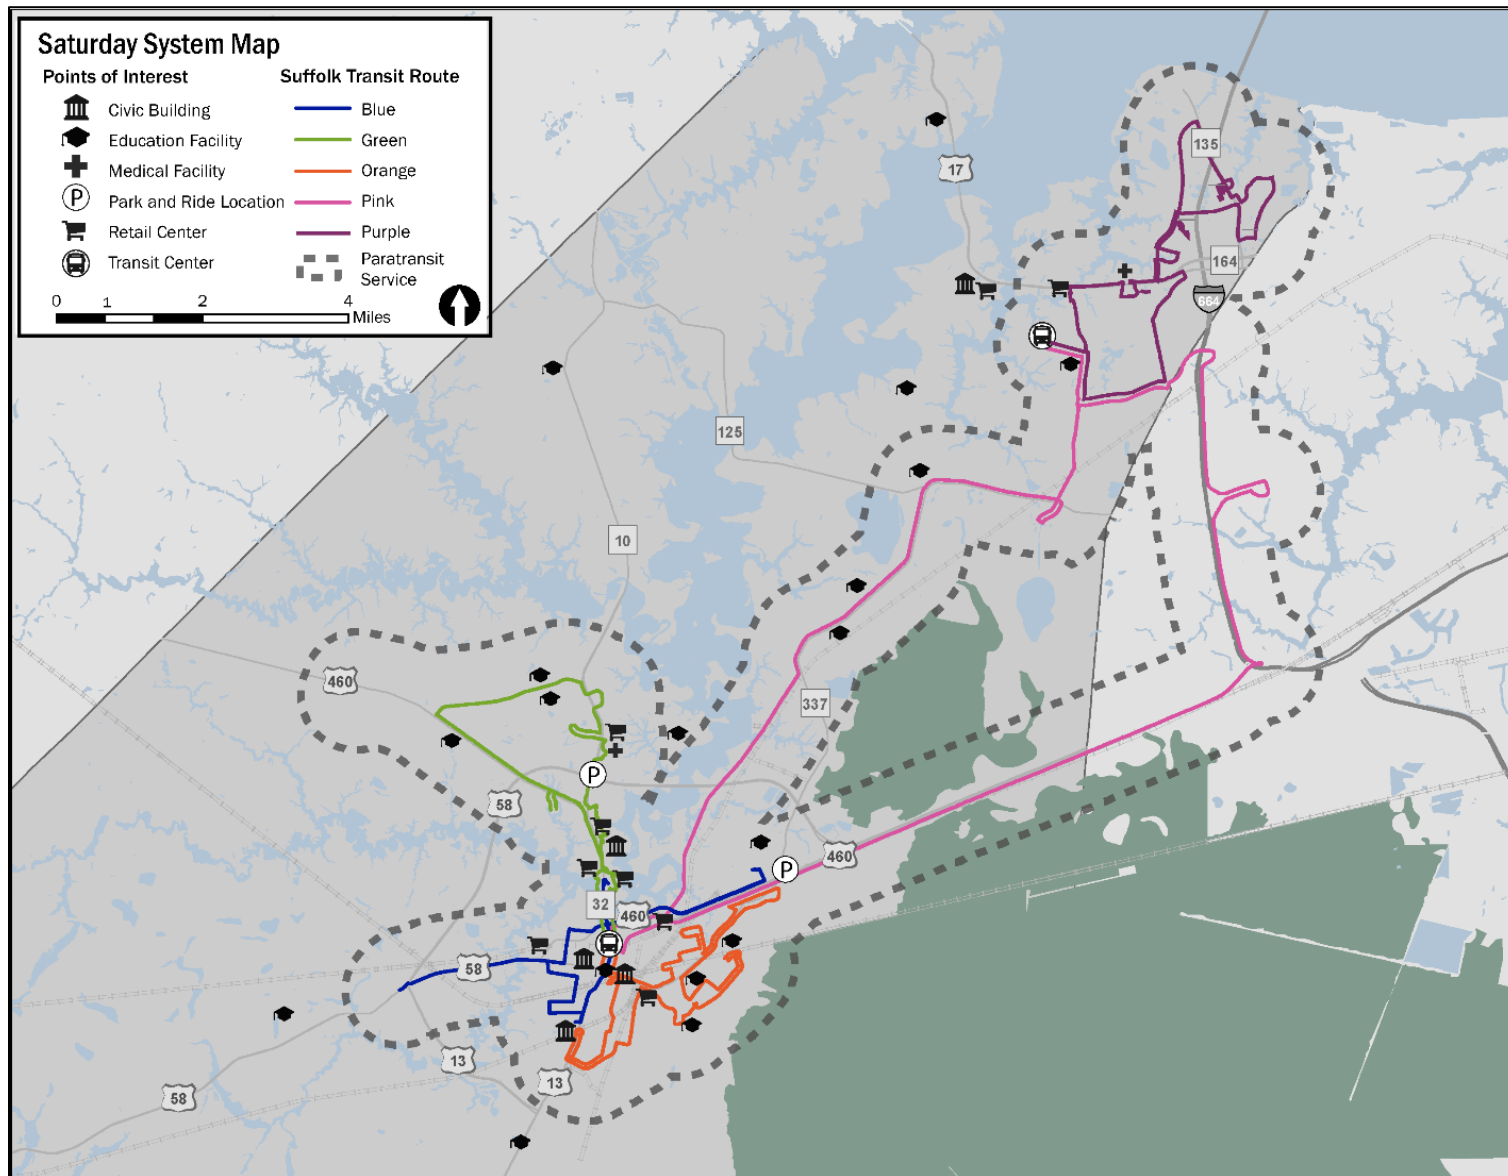 Saturday System Map
Points of Interest
Suffolk Transit Route
Civic Building
Blue
Education Facility
Green
Medical Facility
Orange
P
Park and Ride Location
Pink
Retail Center
Purple
Transit Center
Paratransit
Service
0 1 2 4
Miles
135
17
164
664
125
10
460
337
P
58
460
P
32
460
58
13
13
58